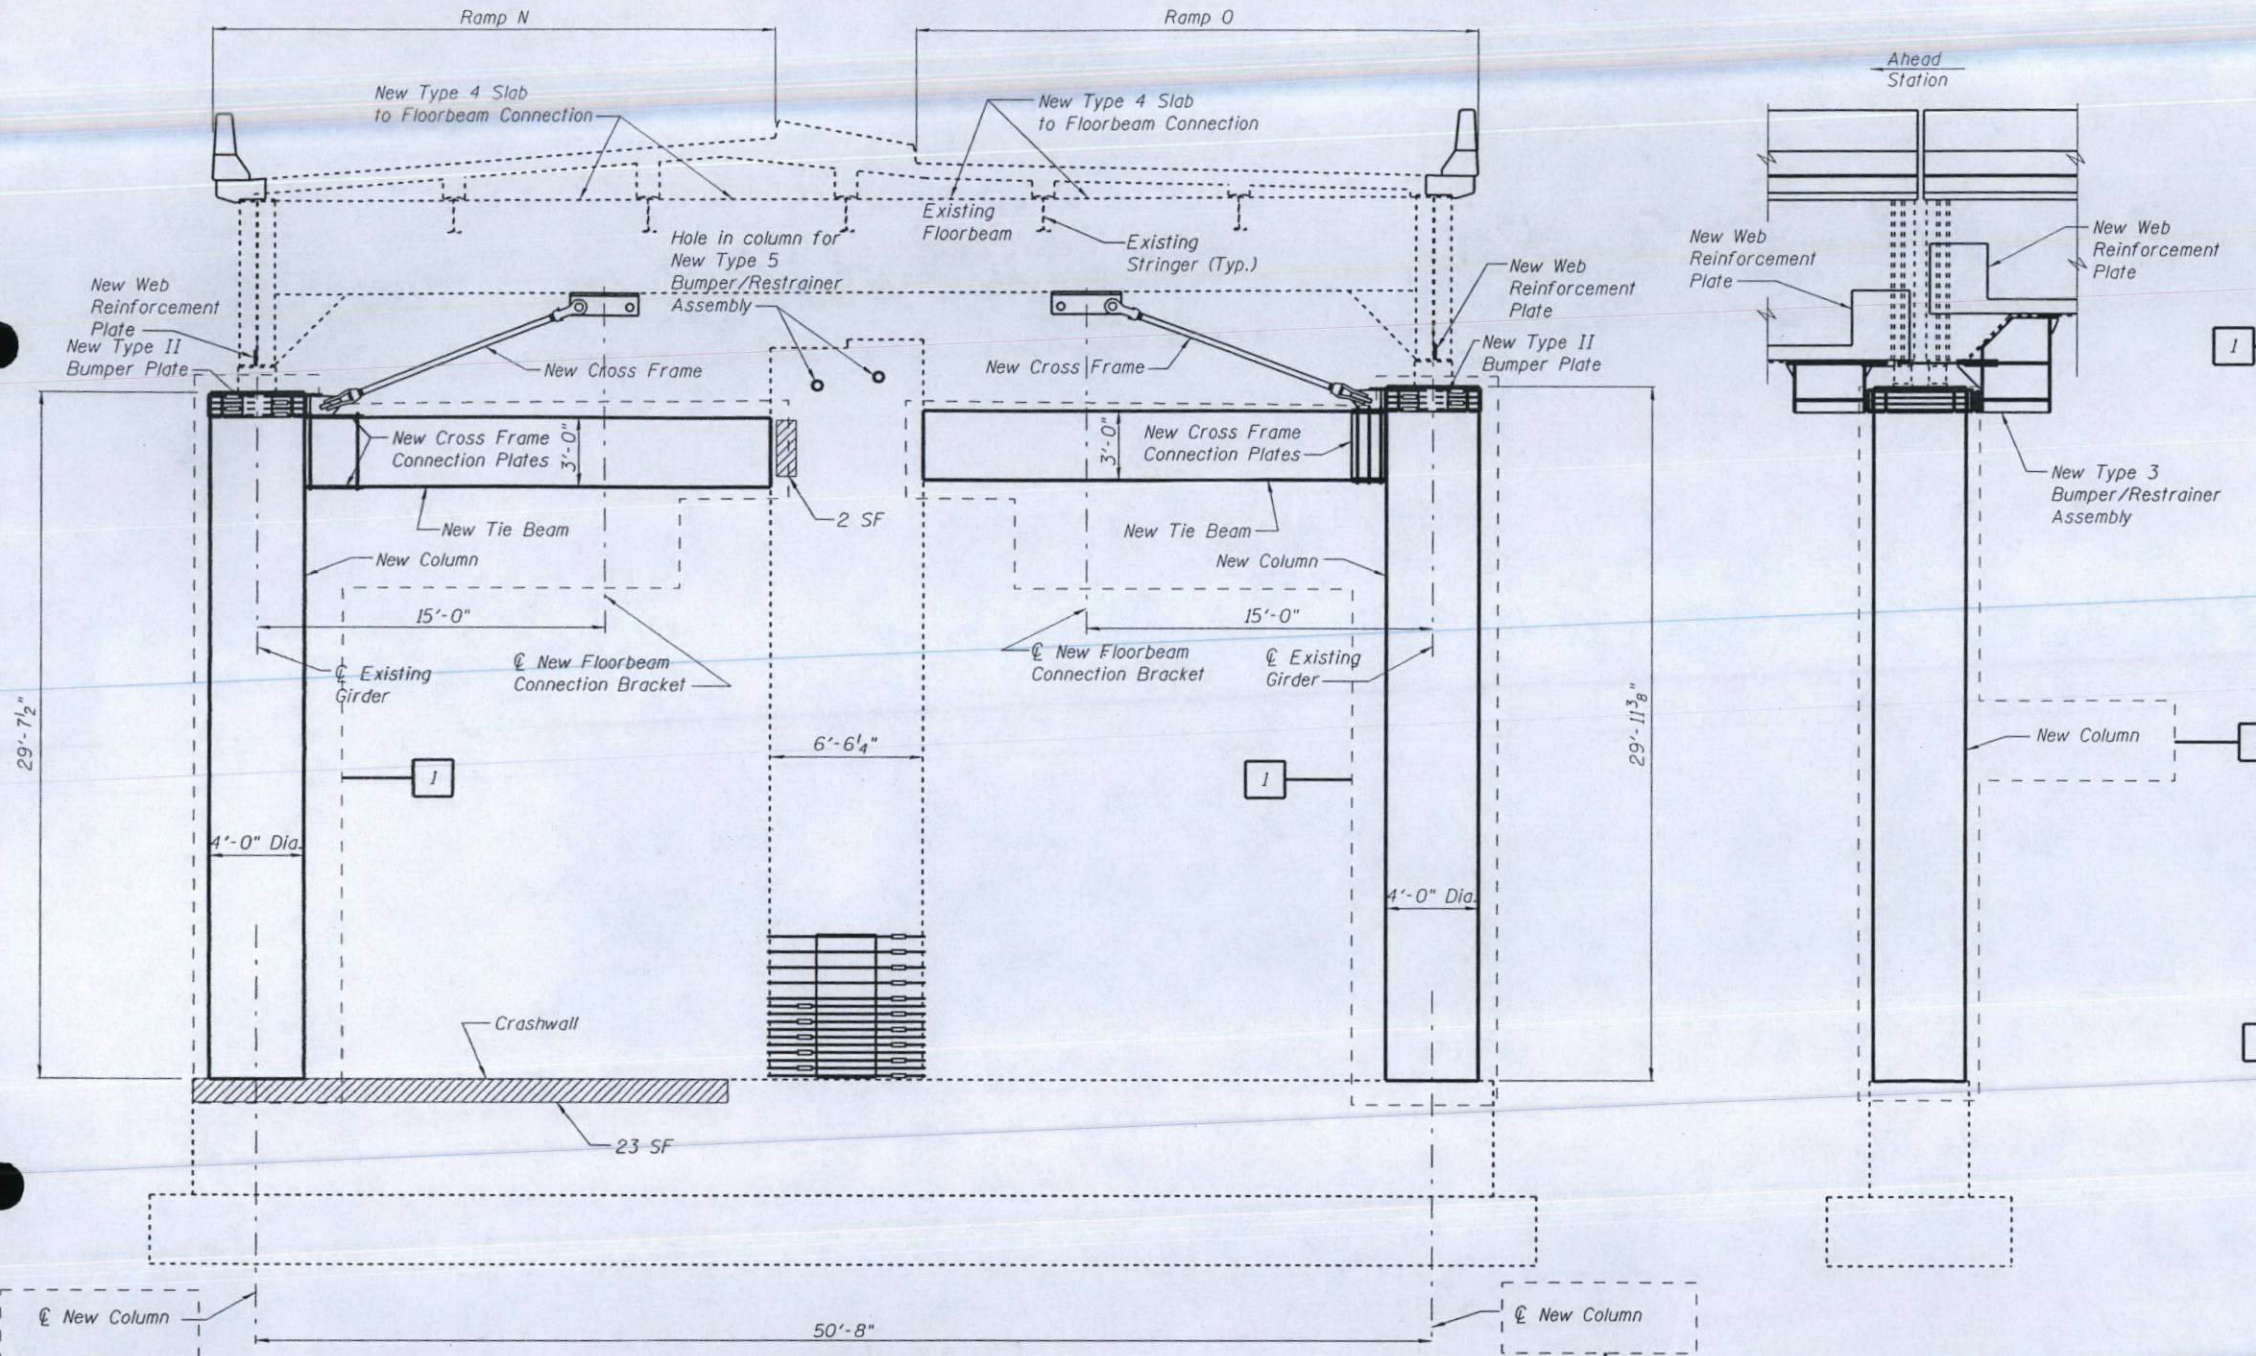 Ramp N
Ramp O
Ahead
Station
New Type 4 Slab
to Floorbeam Connection
New Type 4 Slab
to Floorbeam Connection
Existing
Floorbeam
Existing
Stringer (Typ.)
Hole in column for
New Type 5
Bumper/Restrainer
Assembly
New Web
Reinforcement
Plate
New Type II
Bumper Plate
New Web
Reinforcement
Plate
New Type II
Bumper Plate
New Web
Reinforcement
Plate
New Web
Reinforcement
Plate
1
New Cross Frame
New Cross Frame
New Cross Frame
Connection Plates
3'-0"
3'-0"
New Cross Frame
Connection Plates
New Type 3
Bumper/Restrainer
Assembly
2 SF
New Tie Beam
New Tie Beam
New Column
New Column
15'-0"
15'-0"
℄ Existing
Girder
℄ New Floorbeam
Connection Bracket
℄ New Floorbeam
Connection Bracket
℄ Existing
Girder
29'-7½"
6'-6¼"
29'-11⅜"
New Column
1
1
4'-0" Dia.
4'-0" Dia.
Crashwall
23 SF
℄ New Column
50'-8"
℄ New Column